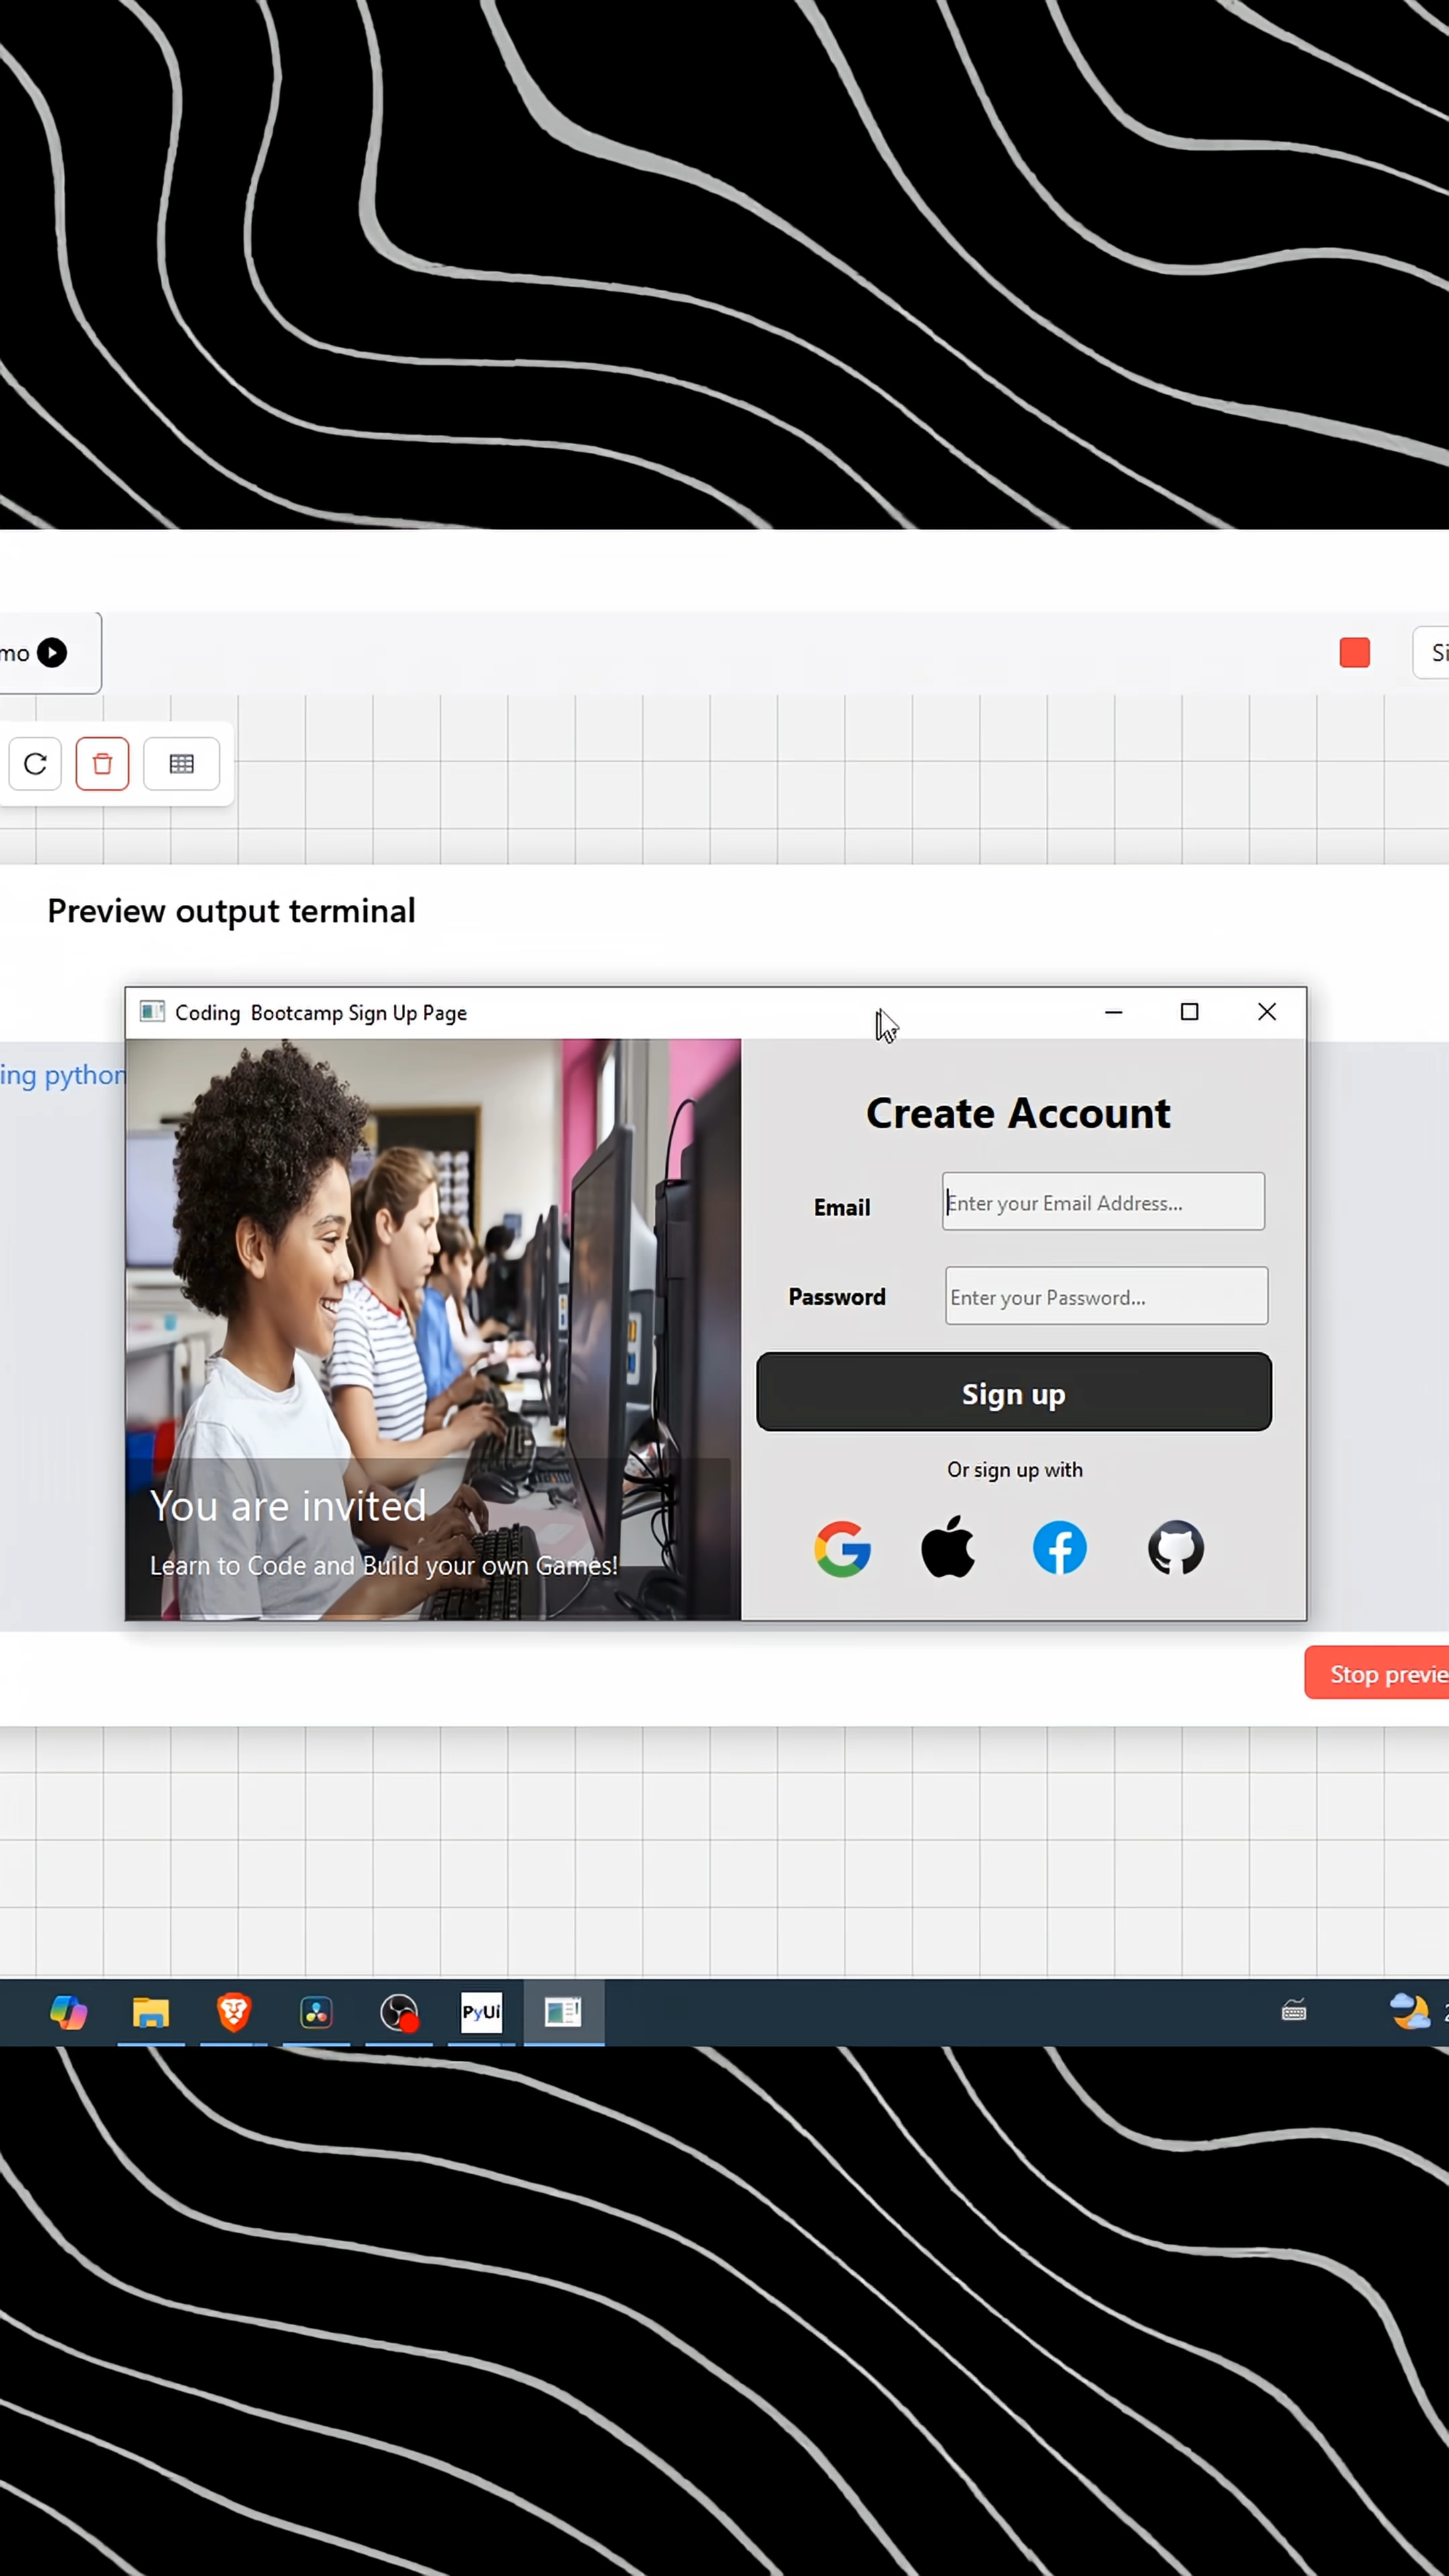 mo
Si
Preview output terminal
Coding  Bootcamp Sign Up Page
ing python
Create Account
Email
Enter your Email Address...
Password
Enter your Password...
Sign up
Or sign up with
You are invited
Learn to Code and Build your own Games!
Stop previe
PyUi